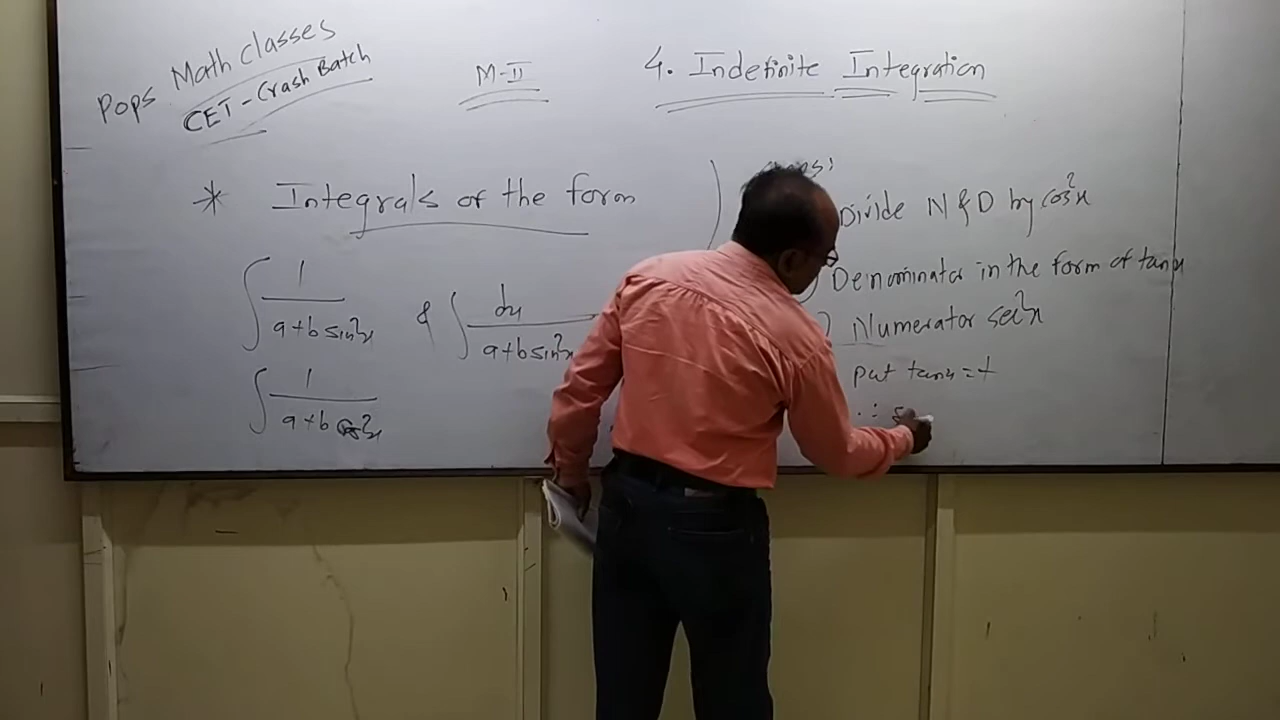 Pops Math Classes
CET - Crash Batch
M-II
4. Indefinite Integration
* Integrals of the form
∫ 1/(a+b sin²x) & ∫ dx/(a+b sin²x
∫ 1/(a+b cos²x)
Divide N & D by cos²x
Denominator in the form of tanx
Numerator sec²x
put tanx = t
∴ s